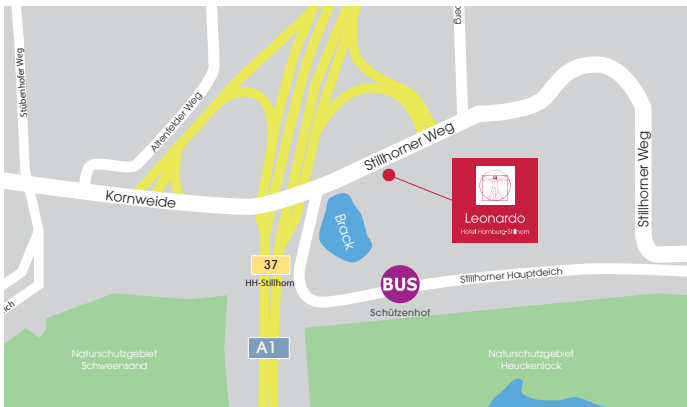 Stübenhofer Weg
Altenfelder Weg
Kornweide
Stillhorner Weg
Stillhorner Weg
Brack
Leonardo
Hotel Hamburg-Stillhorn
37
HH-Stillhorn
A1
BUS
Schützenhof
Stillhorner Hauptdeich
Naturschutzgebiet
Schweensand
Naturschutzgebiet
Heuckenlock